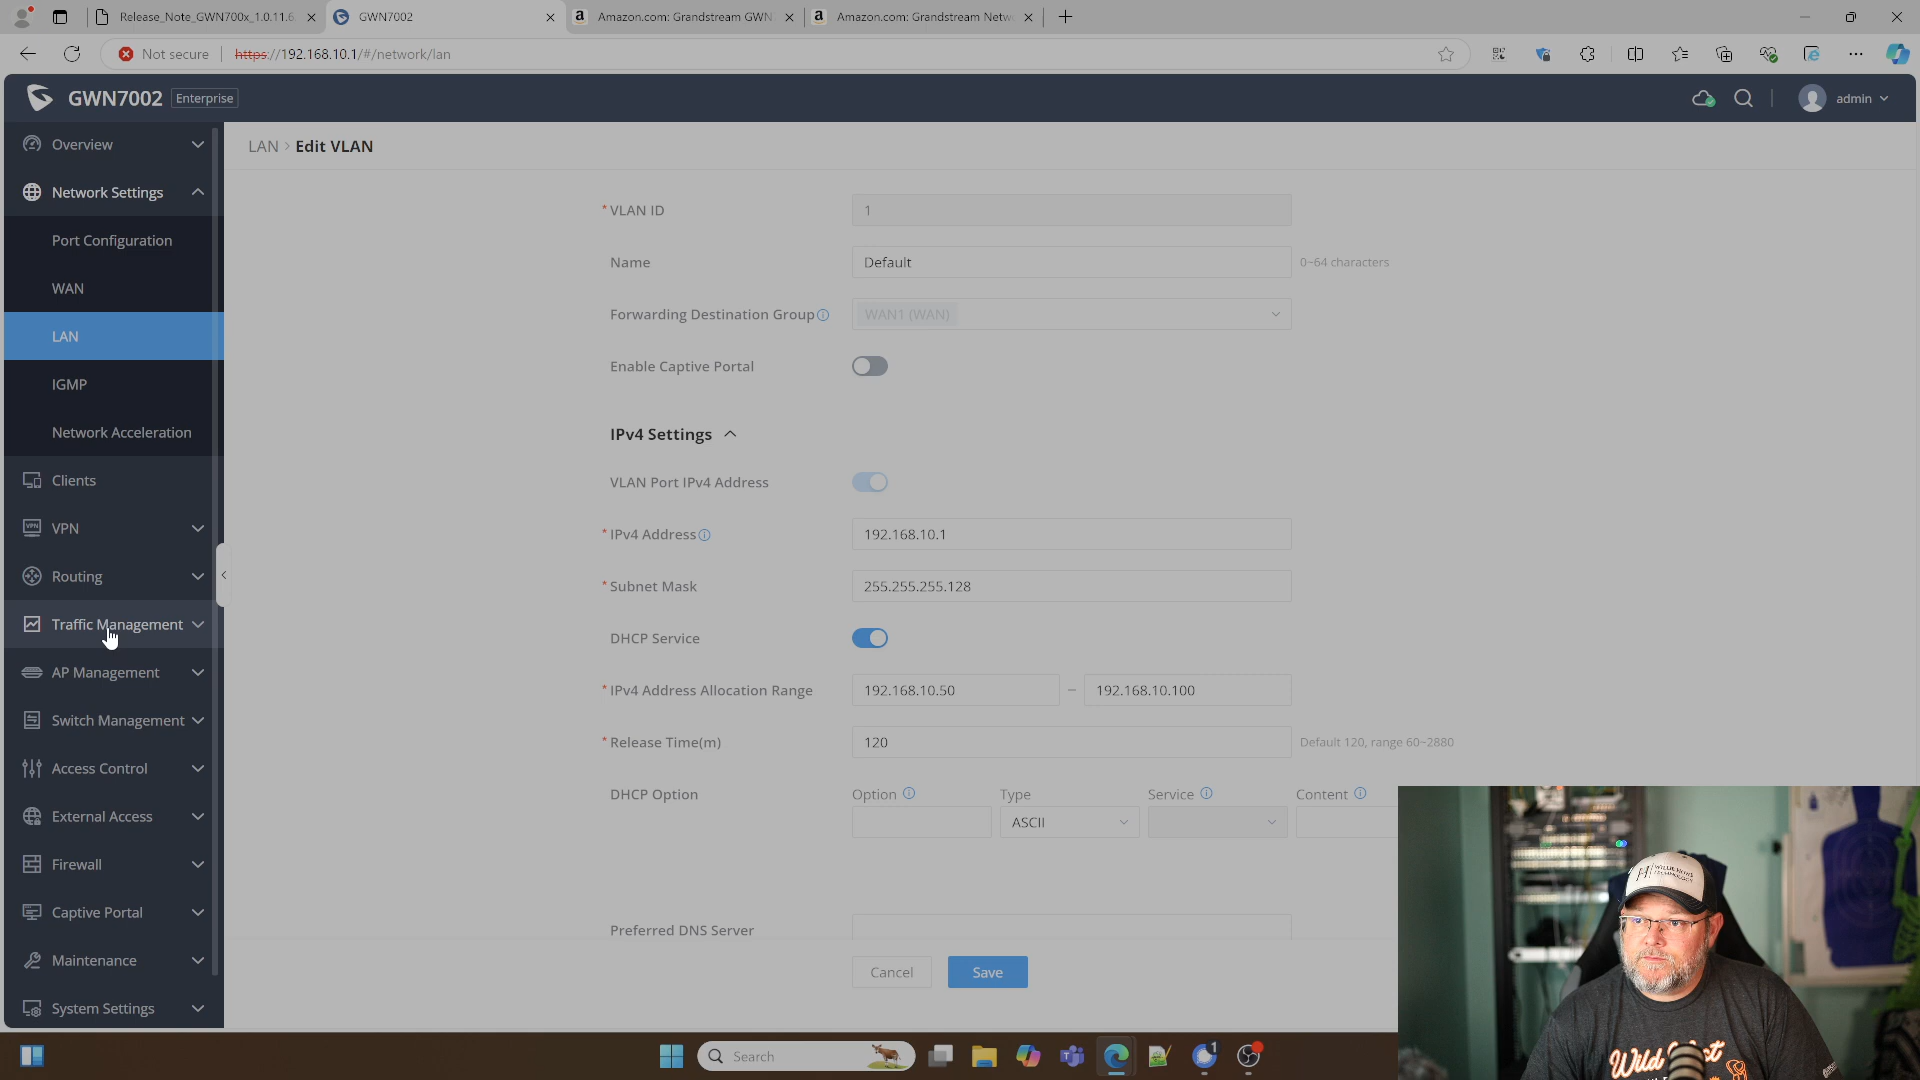 Release_Note_GWN700x_1.0.11.6
GWN7002
Amazon.com: Grandstream GWN
Amazon.com: Grandstream Netw
Not secure
https://192.168.10.1/#/network/lan
GWN7002
Enterprise
admin
Overview
Network Settings
Port Configuration
WAN
LAN
IGMP
Network Acceleration
Clients
VPN
VPN
Routing
Traffic Management
AP Management
Switch Management
Access Control
External Access
Firewall
Captive Portal
Maintenance
System Settings
LAN > Edit VLAN
* VLAN ID
1
Name
Default
0~64 characters
Forwarding Destination Group
WAN1 (WAN)
Enable Captive Portal
IPv4 Settings
VLAN Port IPv4 Address
* IPv4 Address
192.168.10.1
* Subnet Mask
255.255.255.128
DHCP Service
* IPv4 Address Allocation Range
192.168.10.50 – 192.168.10.100
* Release Time(m)
120
Default 120, range 60~2880
DHCP Option
Option
Type
Service
Content
ASCII
Preferred DNS Server
Cancel
Save
Search
1
Wild